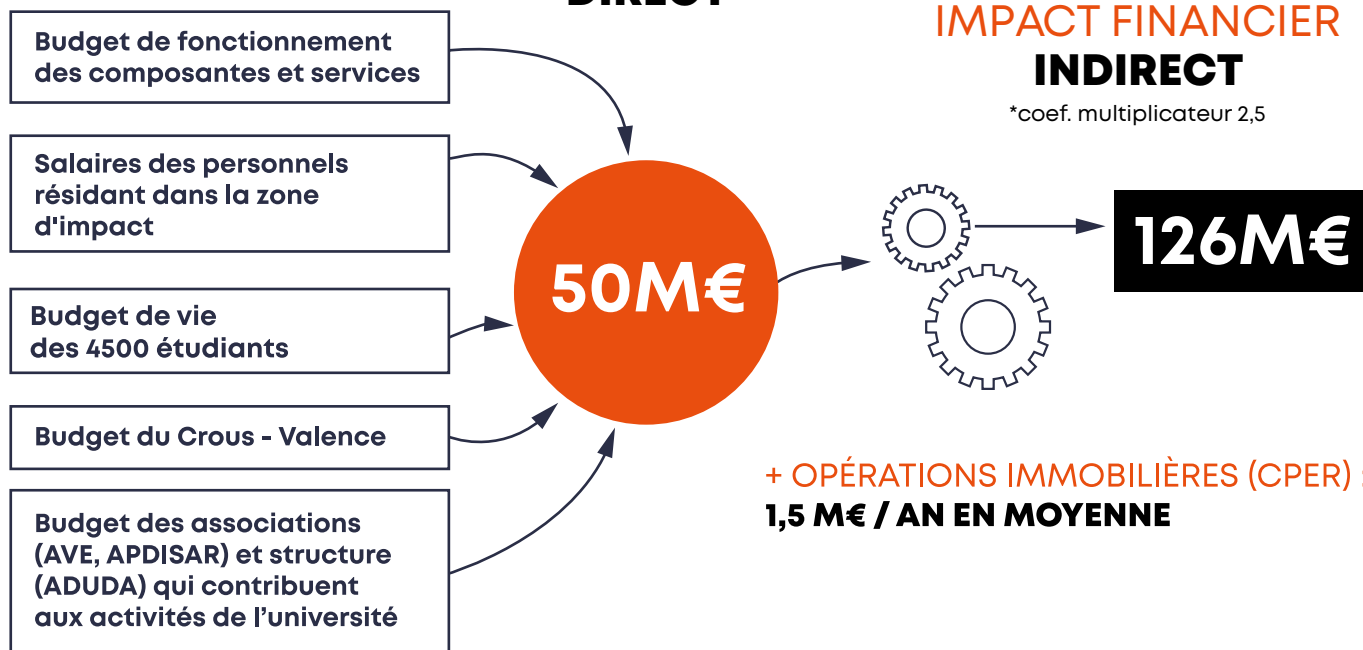 DIRECT
Budget de fonctionnement
des composantes et services
Salaires des personnels
résidant dans la zone
d'impact
Budget de vie
des 4500 étudiants
Budget du Crous - Valence
Budget des associations
(AVE, APDISAR) et structure
(ADUDA) qui contribuent
aux activités de l'université
50M€
IMPACT FINANCIER
INDIRECT
*coef. multiplicateur 2,5
126M€
+ OPÉRATIONS IMMOBILIÈRES (CPER) :
1,5 M€ / AN EN MOYENNE